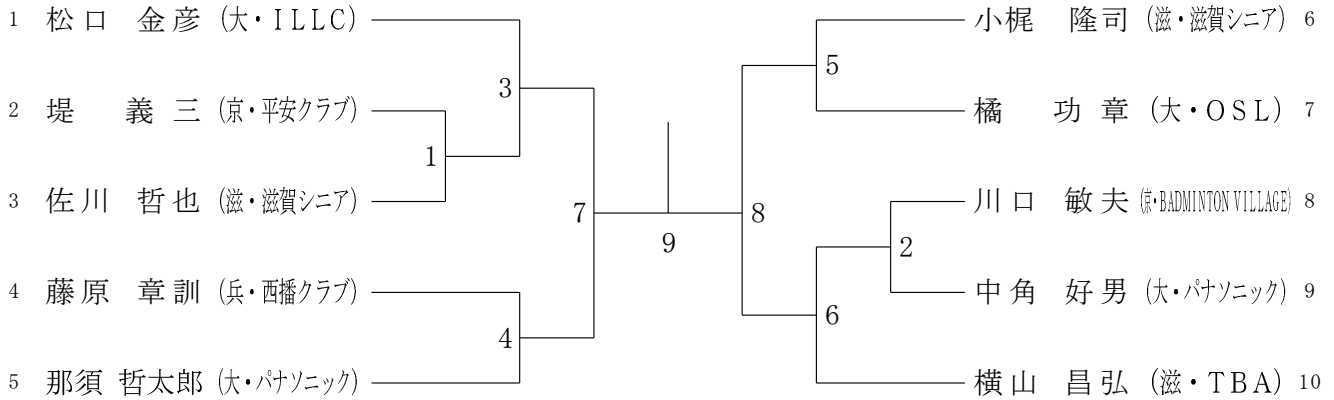 1 松口 金彦 (大・ILLC)
2 堤 義三 (京・平安クラブ)
3 佐川 哲也 (滋・滋賀シニア)
4 藤原 章訓 (兵・西播クラブ)
5 那須 哲太郎 (大・パナソニック)
3
1
7
4
9
8
5
2
6
小梶 隆司 (滋・滋賀シニア) 6
橘 功章 (大・OSL) 7
川口 敏夫 (京・BADMINTON VILLAGE) 8
中角 好男 (大・パナソニック) 9
横山 昌弘 (滋・TBA) 10